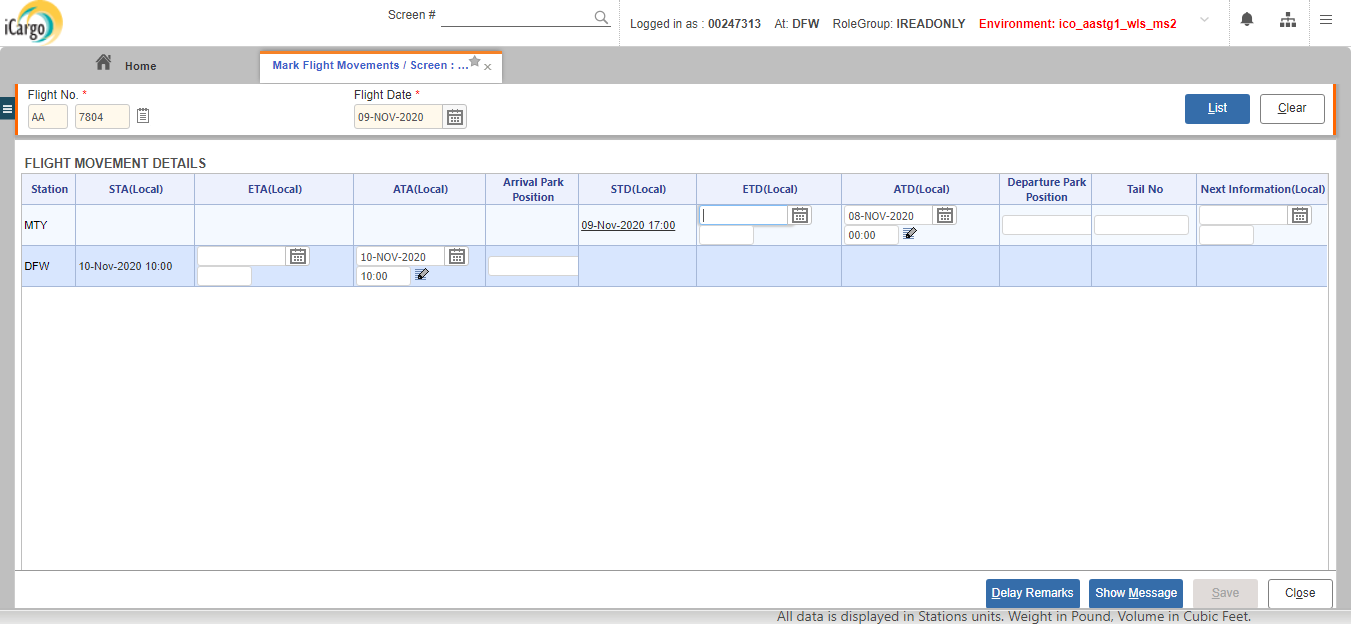 iCargo
Screen #
Logged in as : 00247313 At: DFW RoleGroup: IREADONLY Environment: ico_aastg1_wls_ms2
Home
Mark Flight Movements / Screen : ...
Flight No. * Flight Date *
AA 7804 09-NOV-2020
List Clear
FLIGHT MOVEMENT DETAILS
Station STA(Local) ETA(Local) ATA(Local) Arrival Park Position STD(Local) ETD(Local) ATD(Local) Departure Park Position Tail No Next Information(Local)
MTY 09-Nov-2020 17:00 08-NOV-2020
00:00
DFW 10-Nov-2020 10:00 10-NOV-2020
10:00
Delay Remarks Show Message Save Close
All data is displayed in Stations units. Weight in Pound, Volume in Cubic Feet.